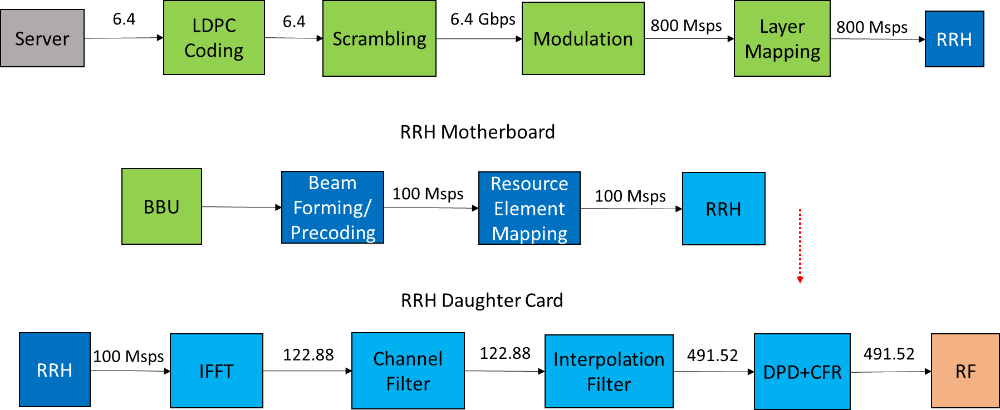 Server
6.4
LDPC
Coding
6.4
Scrambling
6.4 Gbps
Modulation
800 Msps
Layer
Mapping
800 Msps
RRH
RRH Motherboard
BBU
Beam
Forming/
Precoding
100 Msps
Resource
Element
Mapping
100 Msps
RRH
RRH Daughter Card
RRH
100 Msps
IFFT
122.88
Channel
Filter
122.88
Interpolation
Filter
491.52
DPD+CFR
491.52
RF